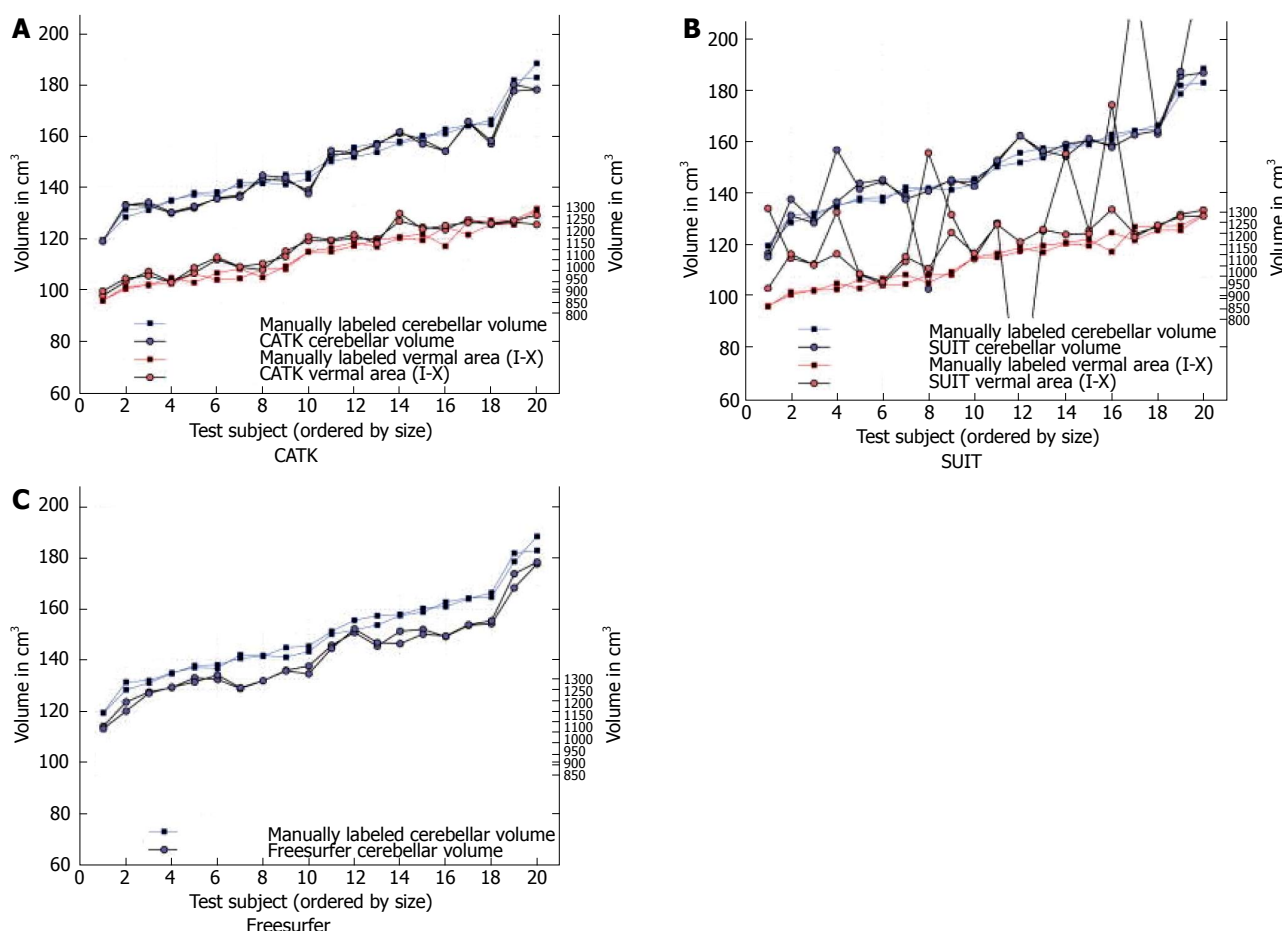 A
200
180
160
140
120
100
80
60
Volume in cm3
1300
1250
1200
1150
1100
1050
1000
950
900
850
800
Volume in cm3
Manually labeled cerebellar volume
CATK cerebellar volume
Manually labeled vermal area (I-X)
CATK vermal area (I-X)
0 2 4 6 8 10 12 14 16 18 20
Test subject (ordered by size)
CATK
B
200
180
160
140
120
100
80
60
Volume in cm3
1300
1250
1200
1150
1100
1050
1000
950
900
850
800
Volume in cm3
Manually labeled cerebellar volume
SUIT cerebellar volume
Manually labeled vermal area (I-X)
SUIT vermal area (I-X)
0 2 4 6 8 10 12 14 16 18 20
Test subject (ordered by size)
SUIT
C
200
180
160
140
120
100
80
60
Volume in cm3
1300
1250
1200
1150
1100
1050
1000
950
900
850
Volume in cm3
Manually labeled cerebellar volume
Freesurfer cerebellar volume
0 2 4 6 8 10 12 14 16 18 20
Test subject (ordered by size)
Freesurfer